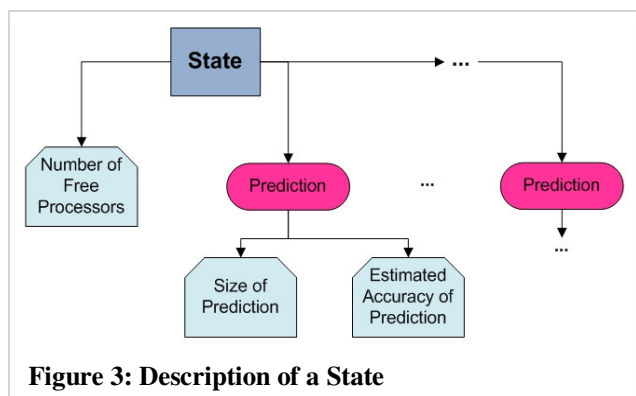 State
...
Number of
Free
Processors
Prediction
...
Prediction
...
Size of
Prediction
Estimated
Accuracy of
Prediction
Figure 3: Description of a State